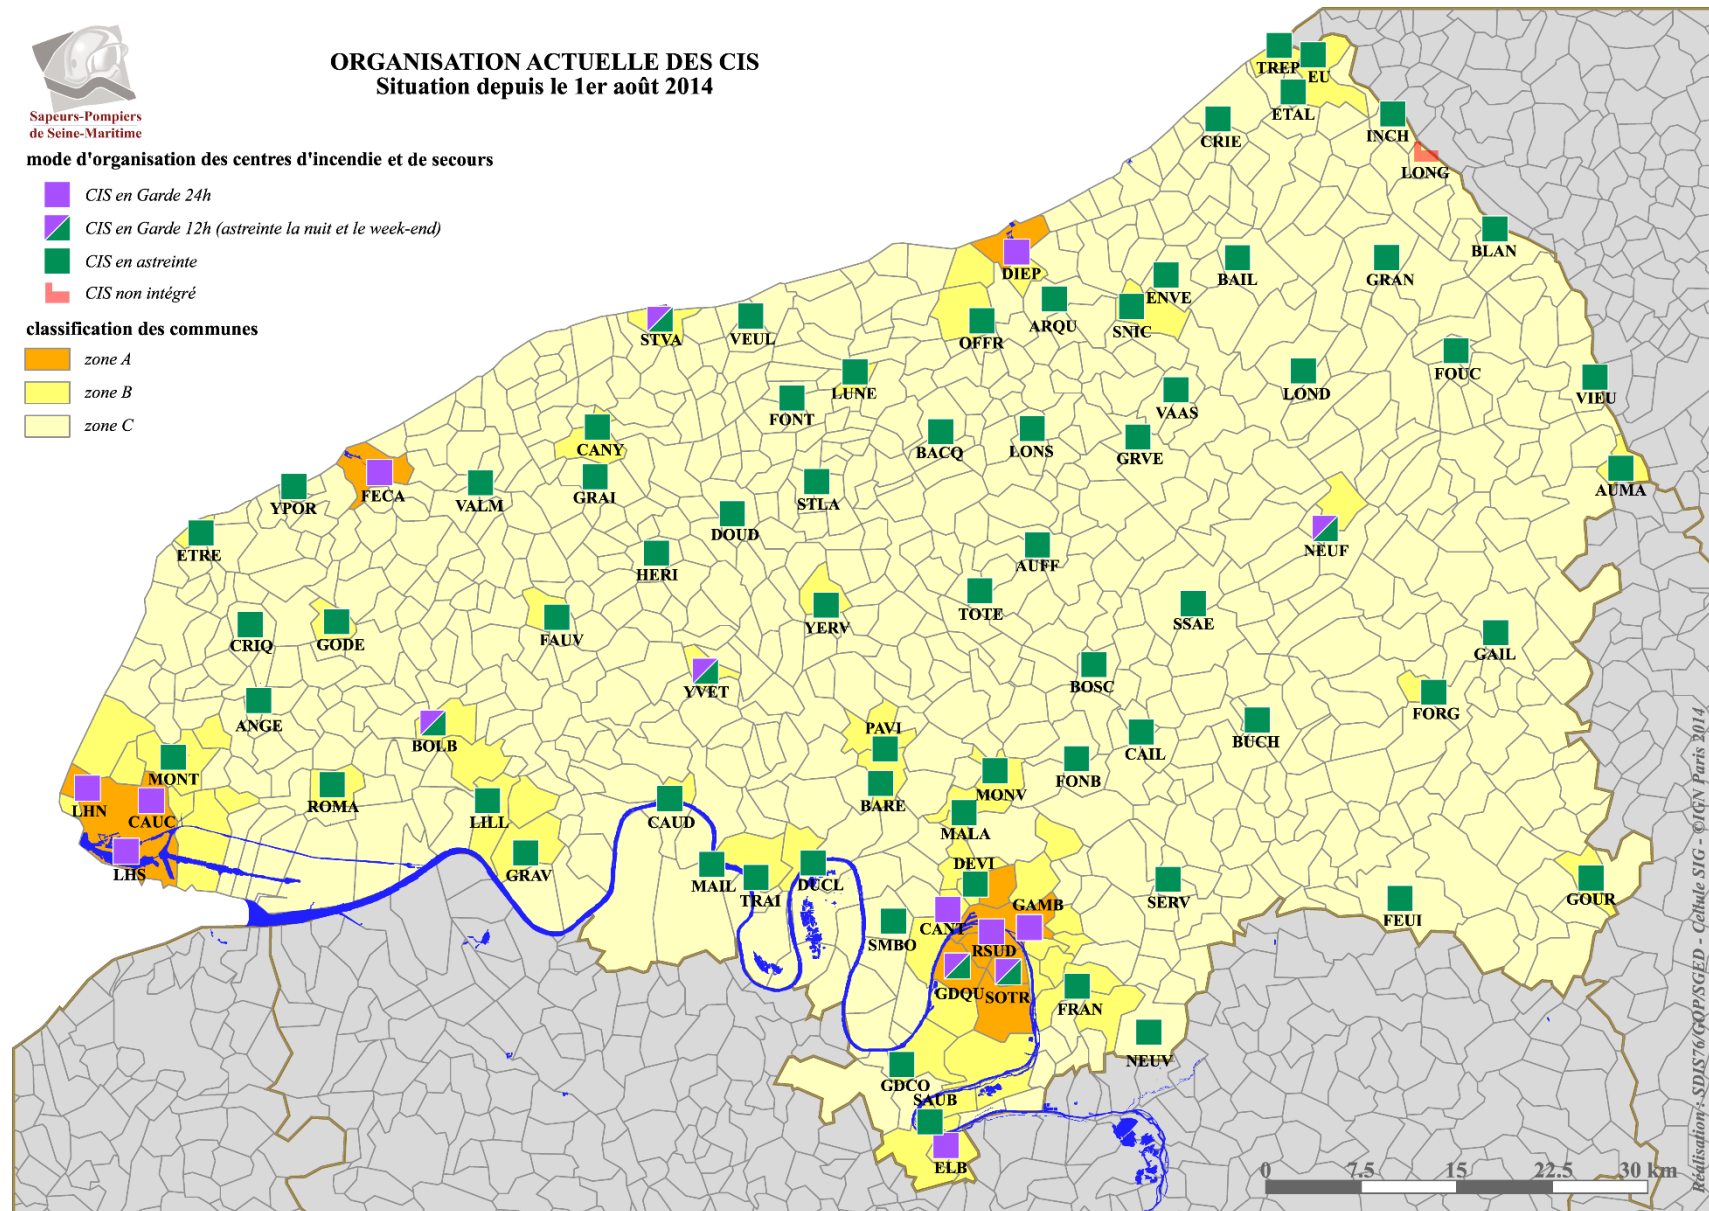 ORGANISATION ACTUELLE DES CIS
Situation depuis le 1er août 2014
Sapeurs-Pompiers
de Seine-Maritime
mode d'organisation des centres d'incendie et de secours
CIS en Garde 24h
CIS en Garde 12h (astreinte la nuit et le week-end)
CIS en astreinte
CIS non intégré
classification des communes
zone A
zone B
zone C
TREP
EU
ETAL
CRIE
INCH
LONG
BLAN
DIEP
BAIL
GRAN
ENVE
SNIC
ARQU
OFFR
STVA
VEUL
LUNE
FONT
FOUC
VIEU
LOND
VAAS
GRVE
LONS
BACQ
CANY
GRAI
STLA
AUMA
FECA
VALM
YPOR
ETRE
DOUD
HERI
NEUF
AUFF
TOTE
SSAE
YERV
FAUV
GODE
CRIQ
GAIL
BOSC
YVET
FORG
ANGE
BOLB
PAVI
CAIL
BUCH
MONT
FONB
LHN
CAUC
ROMA
LILL
CAUD
BARE
MONV
MALA
LHS
GRAV
MAIL
TRAI
DUCL
DEVI
SERV
GOUR
FEUI
CANT
GAMB
SMBO
RSUD
GDQU
SOTR
FRAN
NEUV
GDCO
SAUB
ELB
0 7.5 15 22.5 30 km
Réalisation : SDIS76/GOP/SGED - Cellule SIG - ©IGN Paris 2014